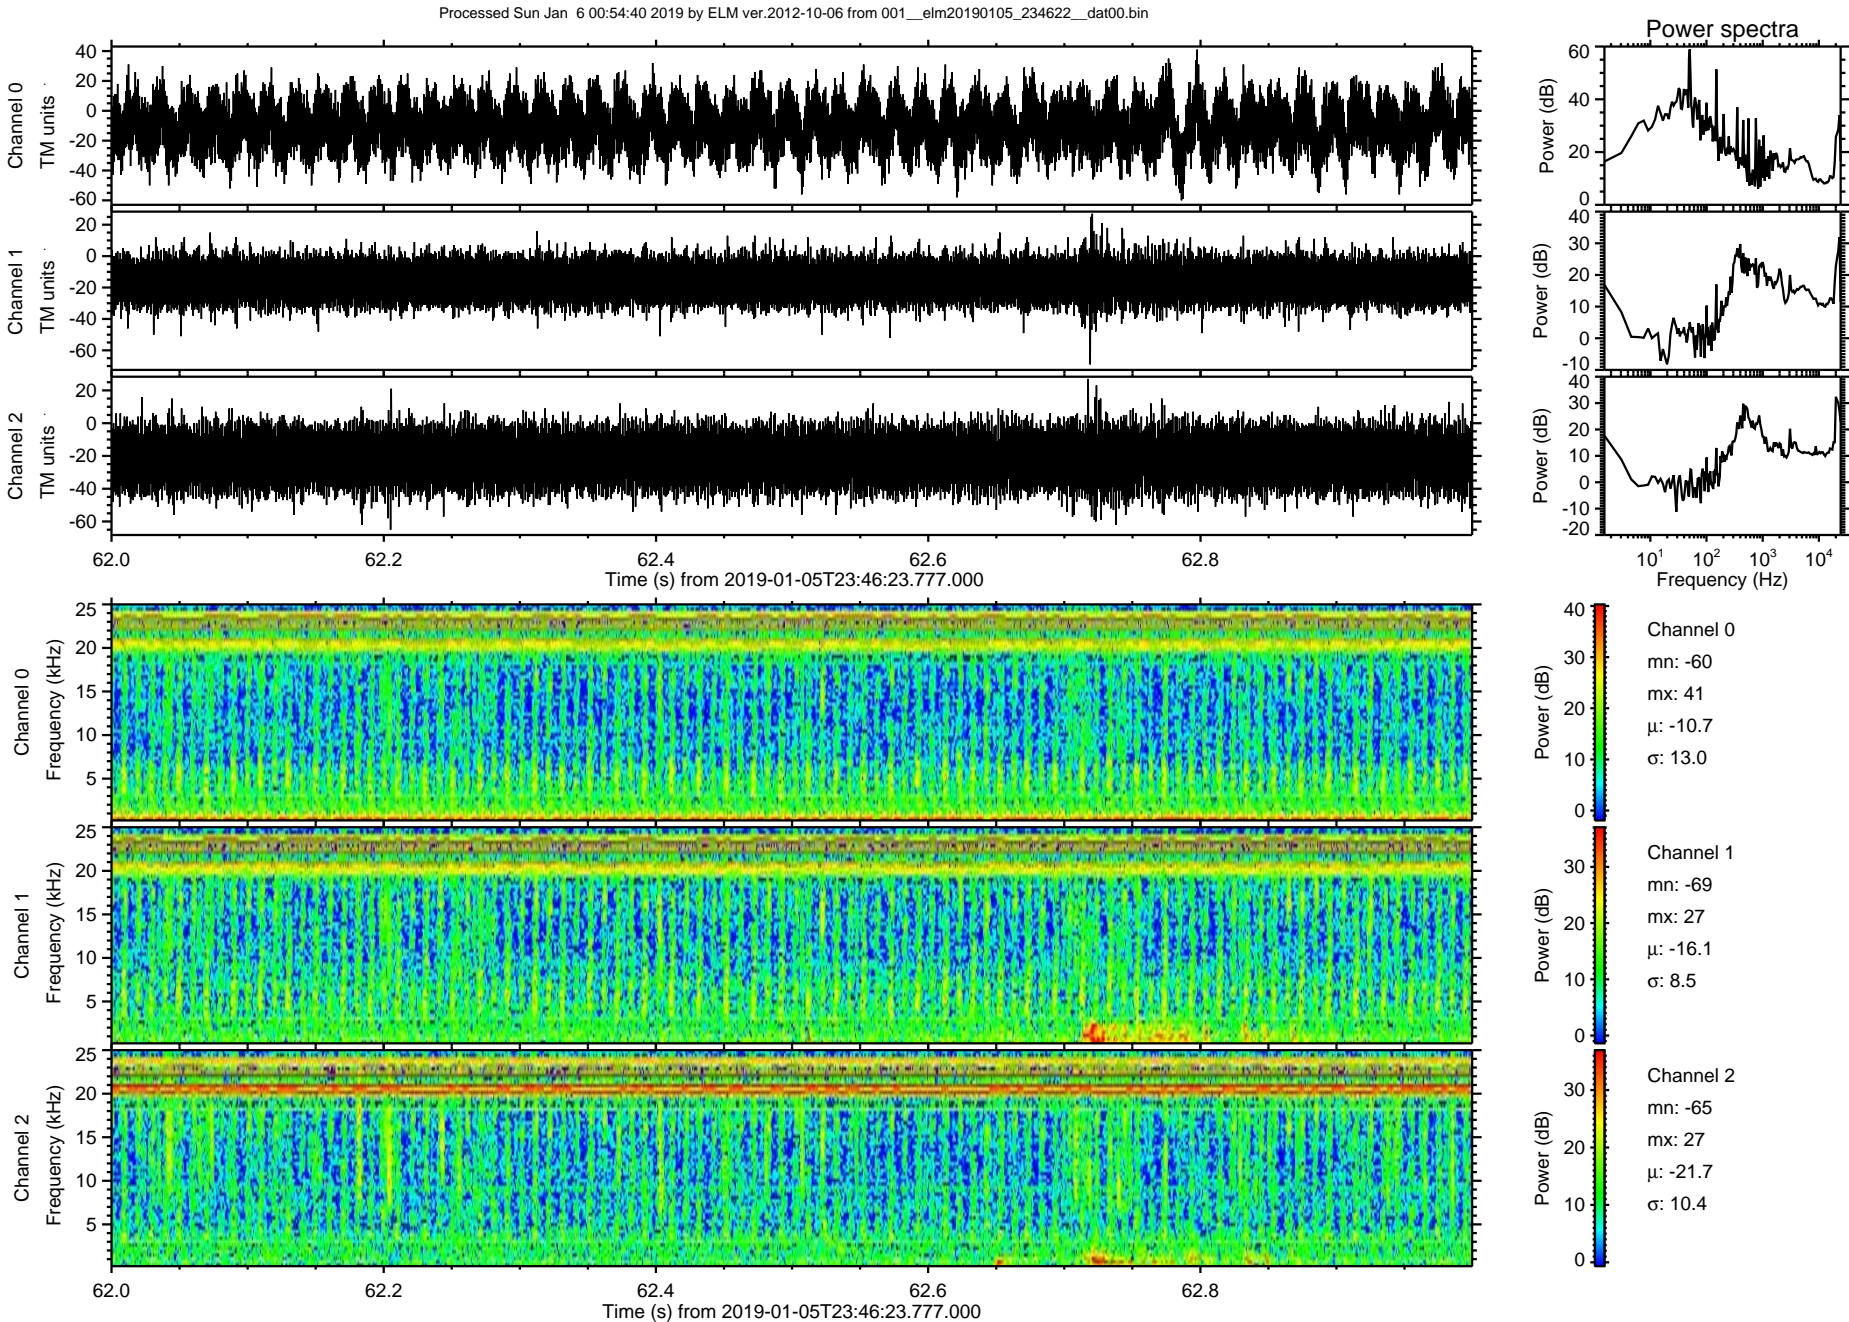 Processed Sun Jan  6 00:54:40 2019 by ELM ver.2012-10-06 from 001__elm20190105_234622__dat00.bin
Power spectra
Channel 0
TM units
40
20
0
-20
-40
-60
Power (dB)
60
40
20
0
Channel 1
TM units
20
0
-20
-40
-60
Power (dB)
40
30
20
10
0
-10
Channel 2
TM units
20
0
-20
-40
-60
Power (dB)
40
30
20
10
0
-10
-20
62.0 62.2 62.4 62.6 62.8
Time (s) from 2019-01-05T23:46:23.777.000
10¹ 10² 10³ 10⁴
Frequency (Hz)
Channel 0
Frequency (kHz)
25
20
15
10
5
Power (dB)
40
30
20
10
0
Channel 0
mn: -60
mx: 41
μ: -10.7
σ: 13.0
Channel 1
Frequency (kHz)
25
20
15
10
5
Power (dB)
30
20
10
0
Channel 1
mn: -69
mx: 27
μ: -16.1
σ: 8.5
Channel 2
Frequency (kHz)
25
20
15
10
5
Power (dB)
30
20
10
0
Channel 2
mn: -65
mx: 27
μ: -21.7
σ: 10.4
62.0 62.2 62.4 62.6 62.8
Time (s) from 2019-01-05T23:46:23.777.000